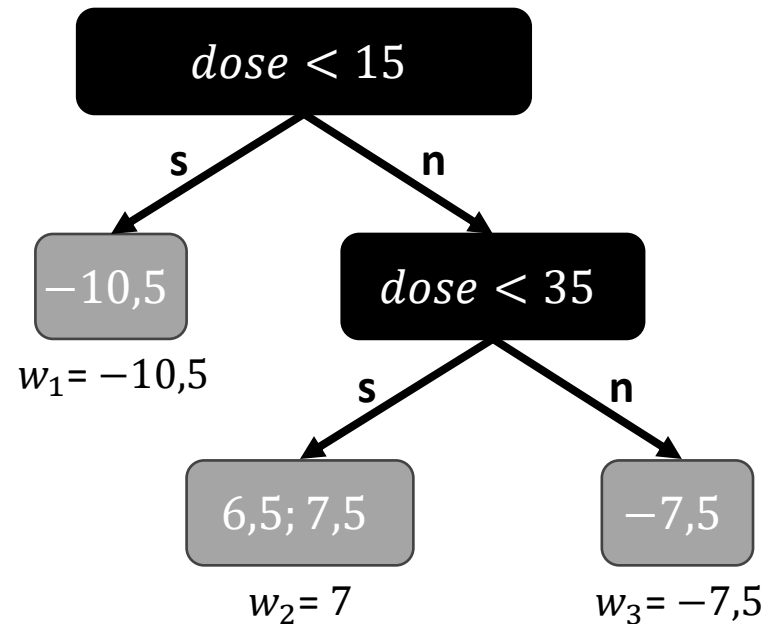 dose < 15
s
n
−10,5
dose < 35
w₁= −10,5
s
n
6,5; 7,5
−7,5
w₂= 7
w₃= −7,5